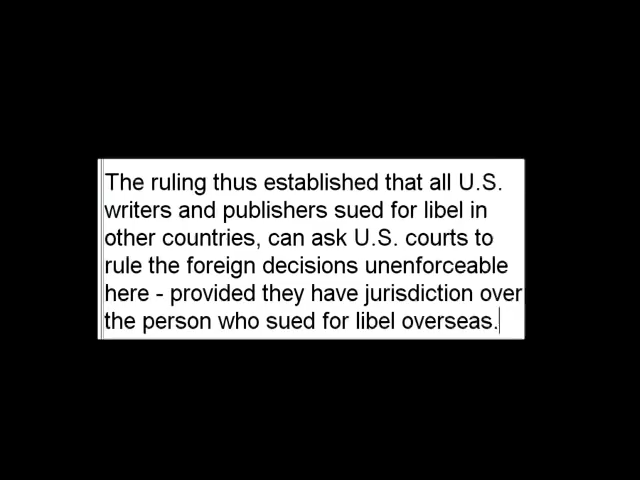 The ruling thus established that all U.S.
writers and publishers sued for libel in
other countries, can ask U.S. courts to
rule the foreign decisions unenforceable
here - provided they have jurisdiction over
the person who sued for libel overseas.